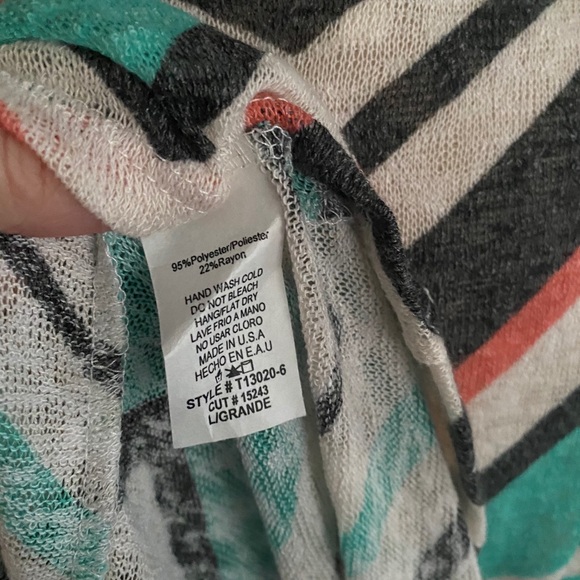 95%Polyester/Poliester
22%Rayon
HAND WASH COLD
DO NOT BLEACH
HANG/FLAT DRY
LAVE FRIO A MANO
NO USAR CLORO
MADE IN U.S.A
HECHO EN E.A.U
STYLE # T13020-6
CUT # 15243
L/GRANDE